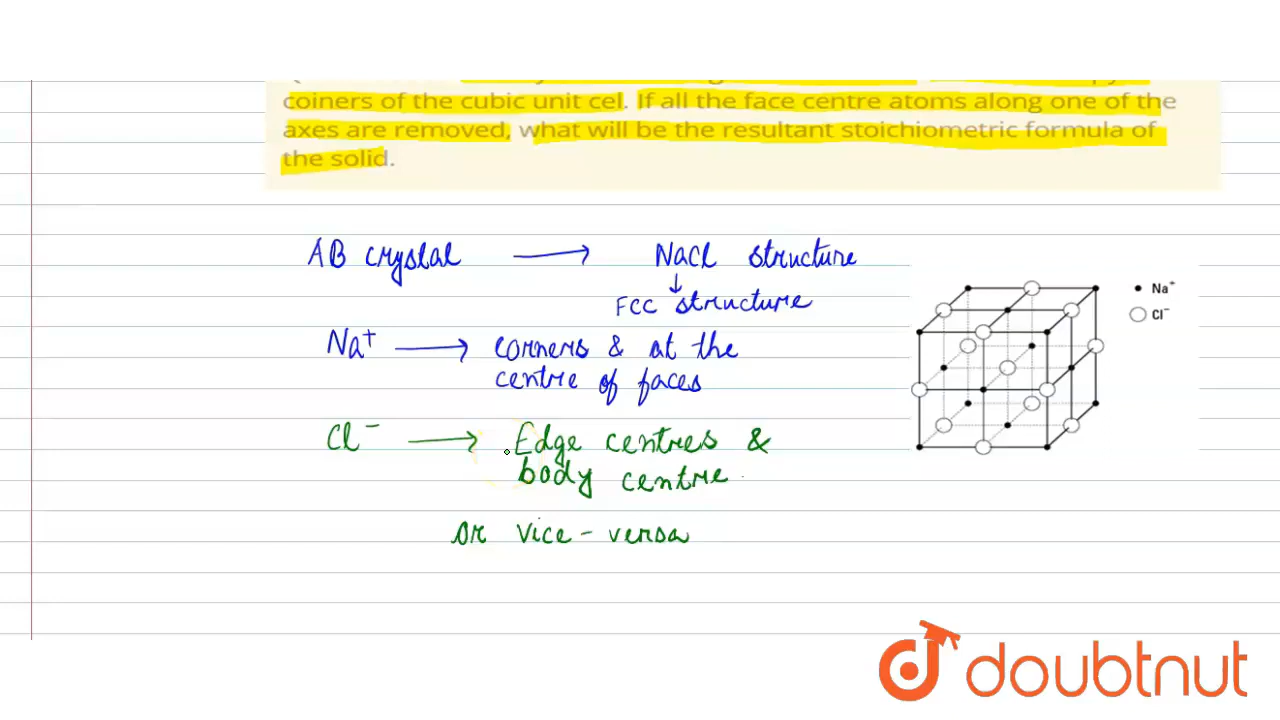 coiners of the cubic unit cel. If all the face centre atoms along one of the
axes are removed, what will be the resultant stoichiometric formula of
the solid.
AB crystal → NaCl structure
↓
FCC structure
Na+ → corners & at the
centre of faces
Cl− → Edge centres &
body centre
or vice-versa
Na+
Cl−
doubtnut